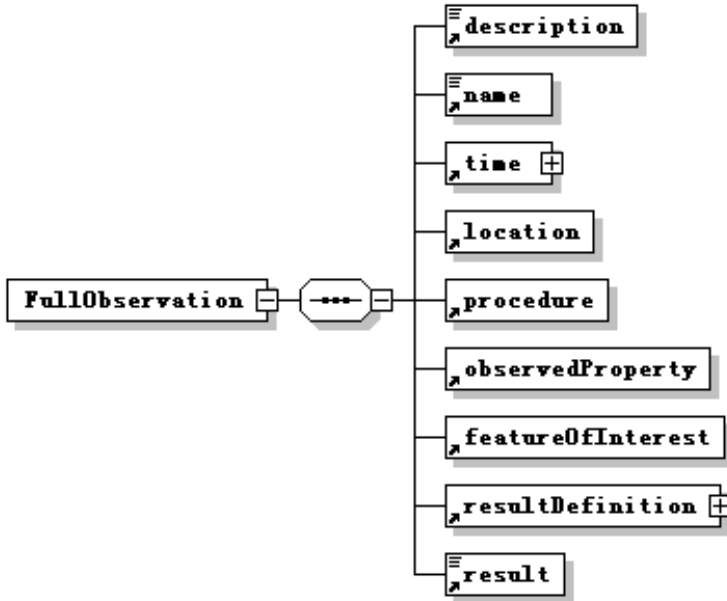 description
name
time
location
FullObservation
procedure
observedProperty
featureOfInterest
resultDefinition
result